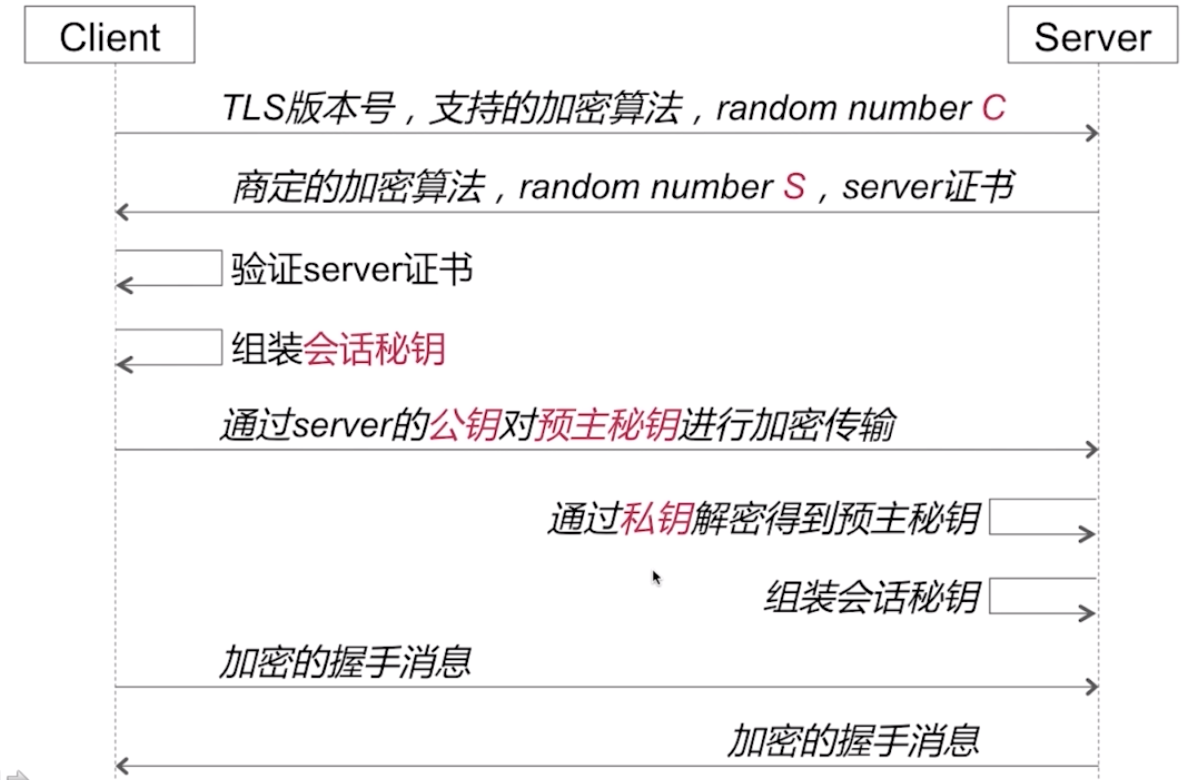 Client
Server
TLS版本号，支持的加密算法，random number C
商定的加密算法，random number S，server证书
验证server证书
组装会话秘钥
通过server的公钥对预主秘钥进行加密传输
通过私钥解密得到预主秘钥
组装会话秘钥
加密的握手消息
加密的握手消息